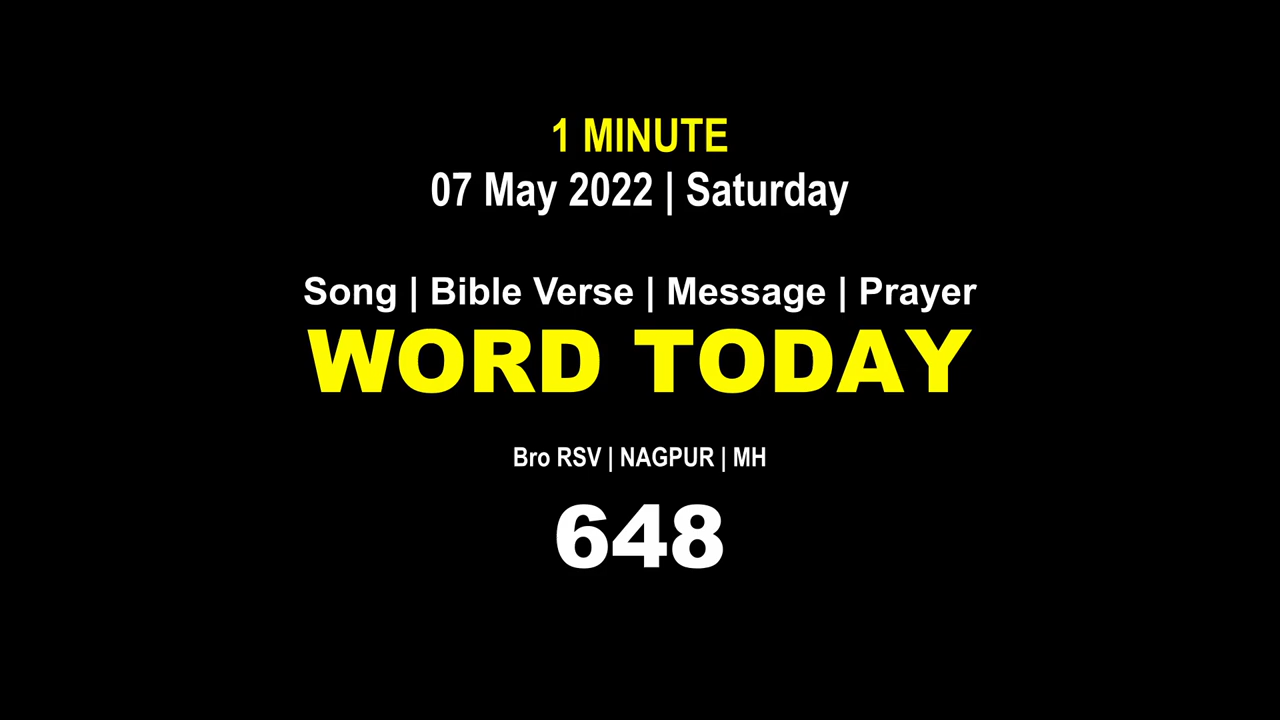 1 MINUTE
07 May 2022 | Saturday
Song | Bible Verse | Message | Prayer
WORD TODAY
Bro RSV | NAGPUR | MH
648